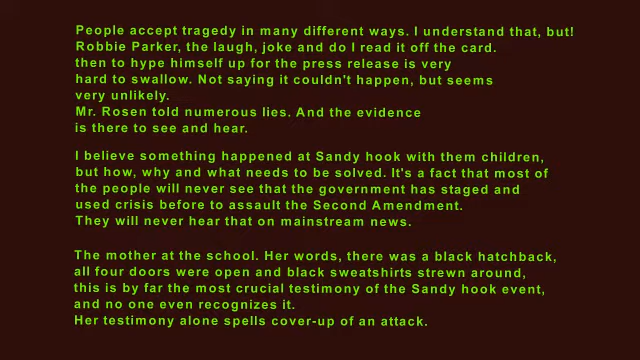 People accept tragedy in many different ways. I understand that, but!
Robbie Parker, the laugh, joke and do I read it off the card.
then to hype himself up for the press release is very
hard to swallow. Not saying it couldn't happen, but seems
very unlikely.
Mr. Rosen told numerous lies. And the evidence
is there to see and hear.
I believe something happened at Sandy hook with them children,
but how, why and what needs to be solved. It's a fact that most of
the people will never see that the government has staged and
used crisis before to assault the Second Amendment.
They will never hear that on mainstream news.
The mother at the school. Her words, there was a black hatchback,
all four doors were open and black sweatshirts strewn around,
this is by far the most crucial testimony of the Sandy hook event,
and no one even recognizes it.
Her testimony alone spells cover-up of an attack.